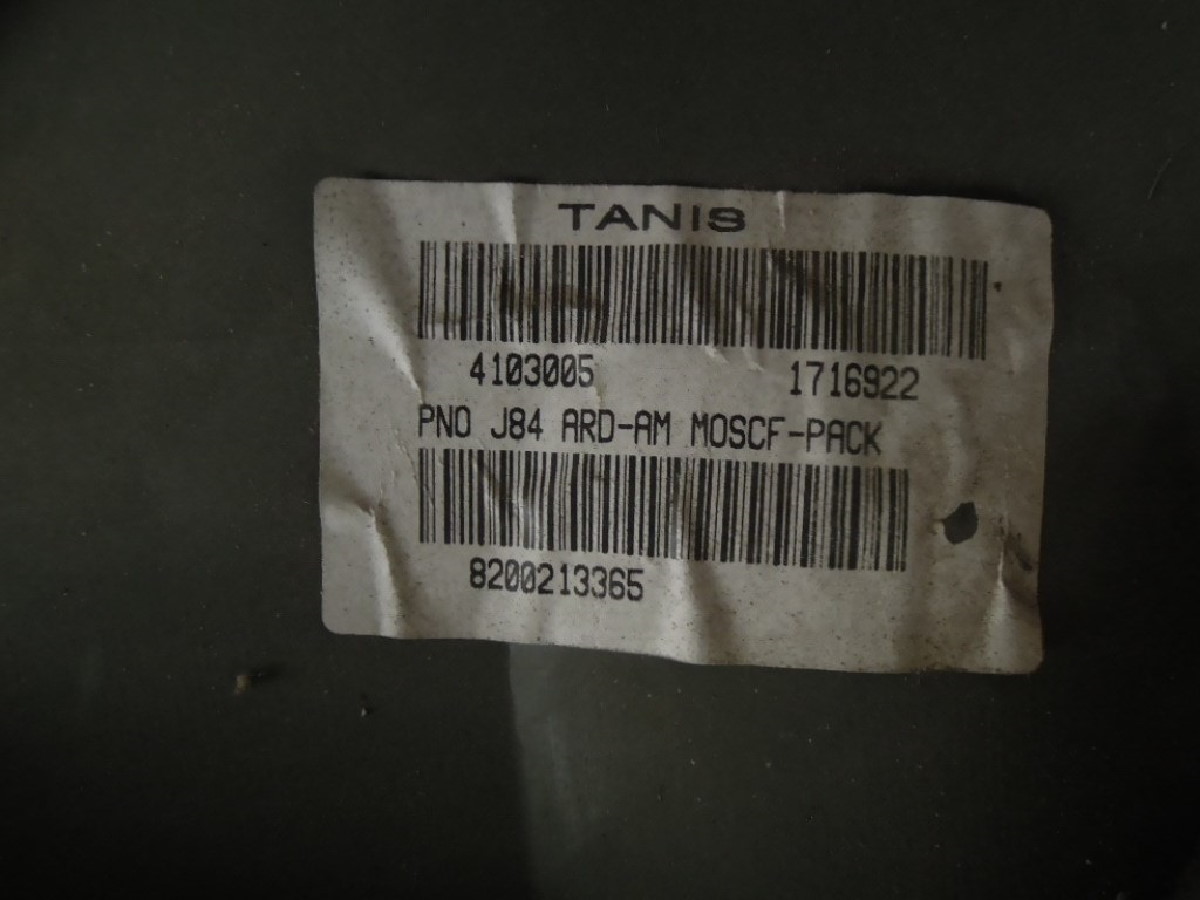 TANIS
4103005 1716922
PNO J84 ARD-AM MOSCF-PACK
8200213365